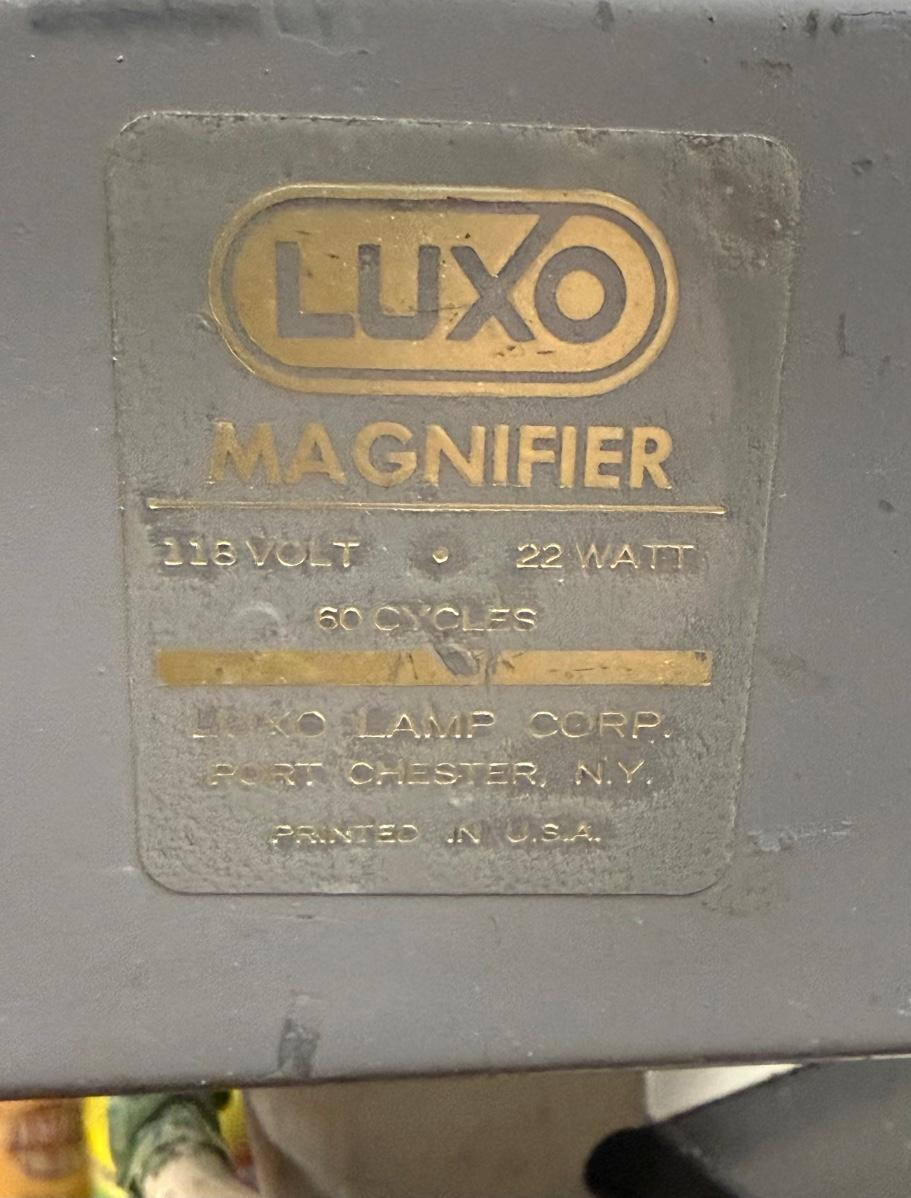 LUXO
MAGNIFIER
118 VOLT • 22 WATT
60 CYCLES
LUXO LAMP CORP.
PORT CHESTER, N.Y.
PRINTED IN U.S.A.